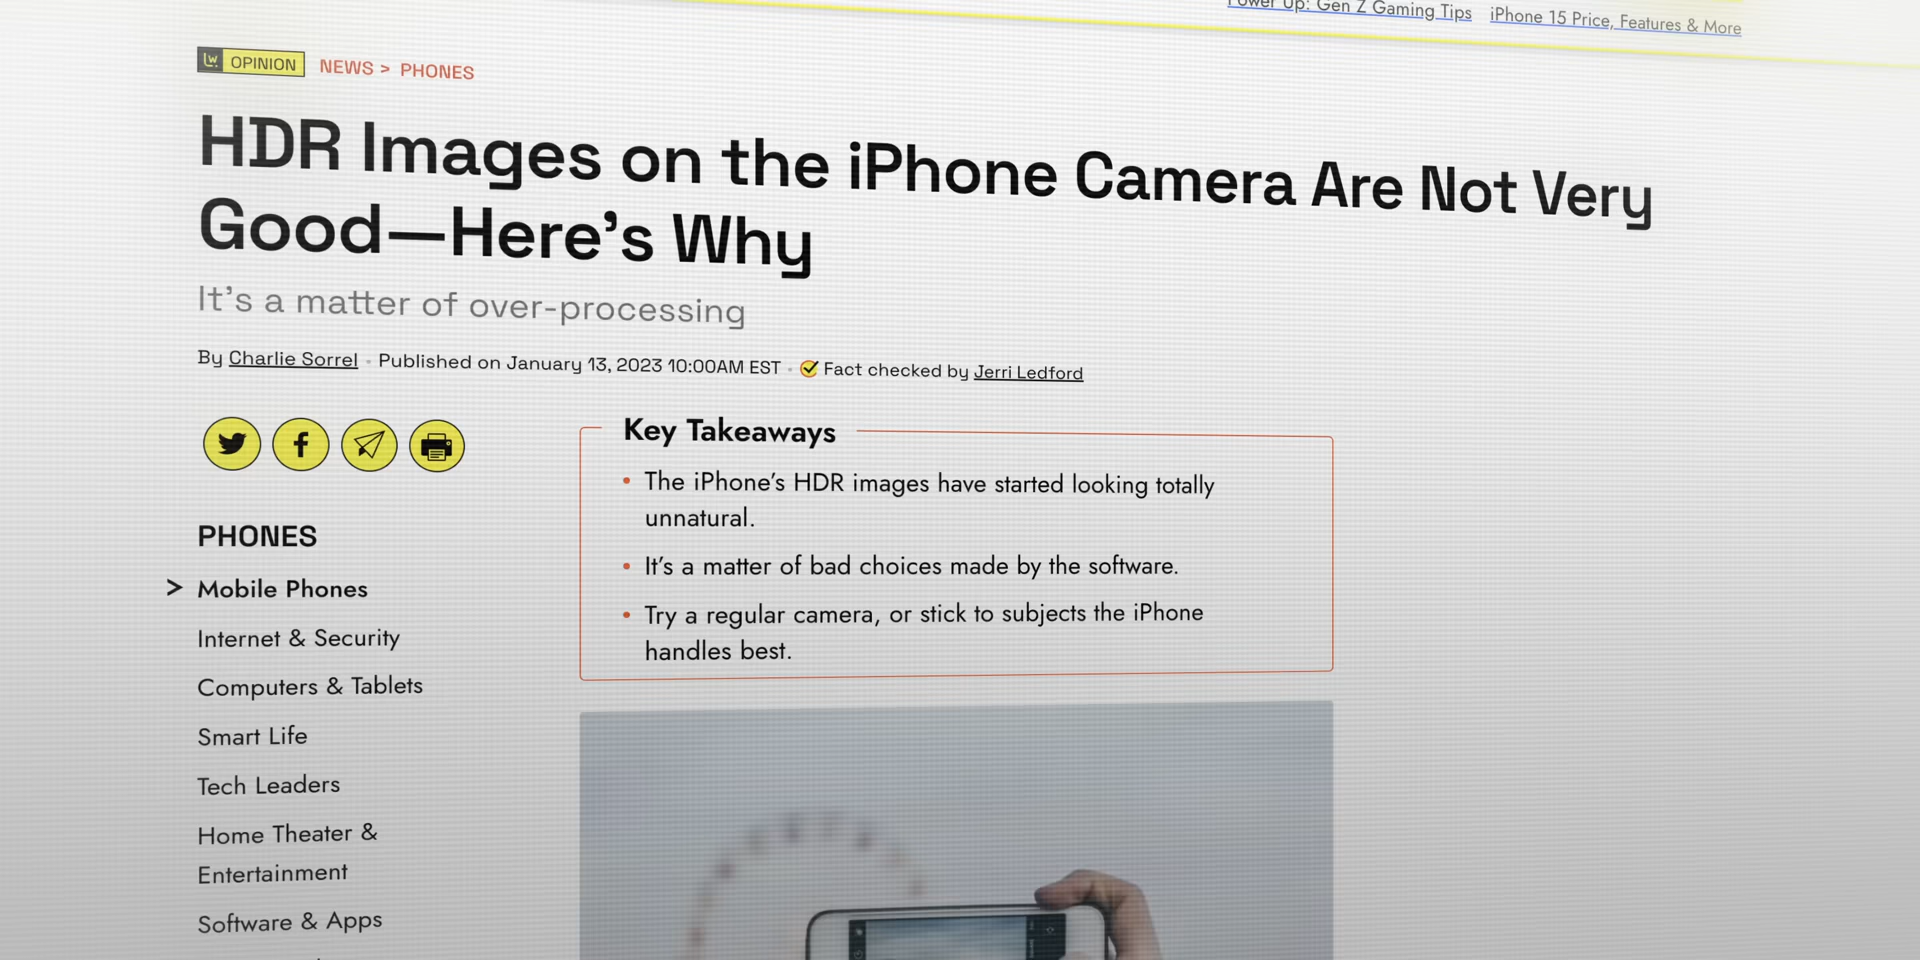 Power Up: Gen Z Gaming Tips iPhone 15 Price, Features & More
LW. OPINION NEWS > PHONES
HDR Images on the iPhone Camera Are Not Very
Good—Here's Why
It's a matter of over-processing
By Charlie Sorrel • Published on January 13, 2023 10:00AM EST • Fact checked by Jerri Ledford
Key Takeaways
• The iPhone's HDR images have started looking totally
unnatural.
• It's a matter of bad choices made by the software.
• Try a regular camera, or stick to subjects the iPhone
handles best.
PHONES
> Mobile Phones
Internet & Security
Computers & Tablets
Smart Life
Tech Leaders
Home Theater &
Entertainment
Software & Apps